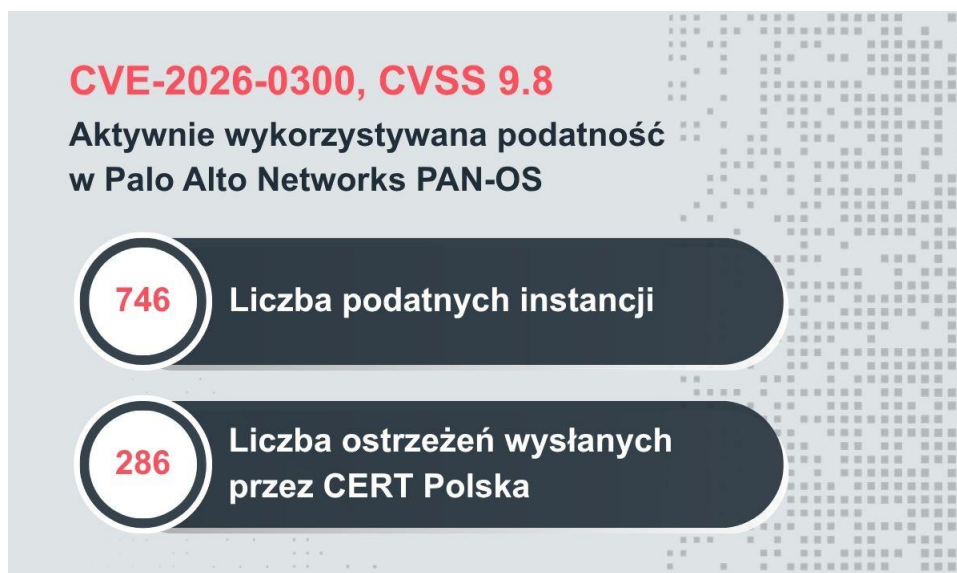 CVE-2026-0300, CVSS 9.8
Aktywnie wykorzystywana podatność
w Palo Alto Networks PAN-OS
746
Liczba podatnych instancji
286
Liczba ostrzeżeń wysłanych
przez CERT Polska